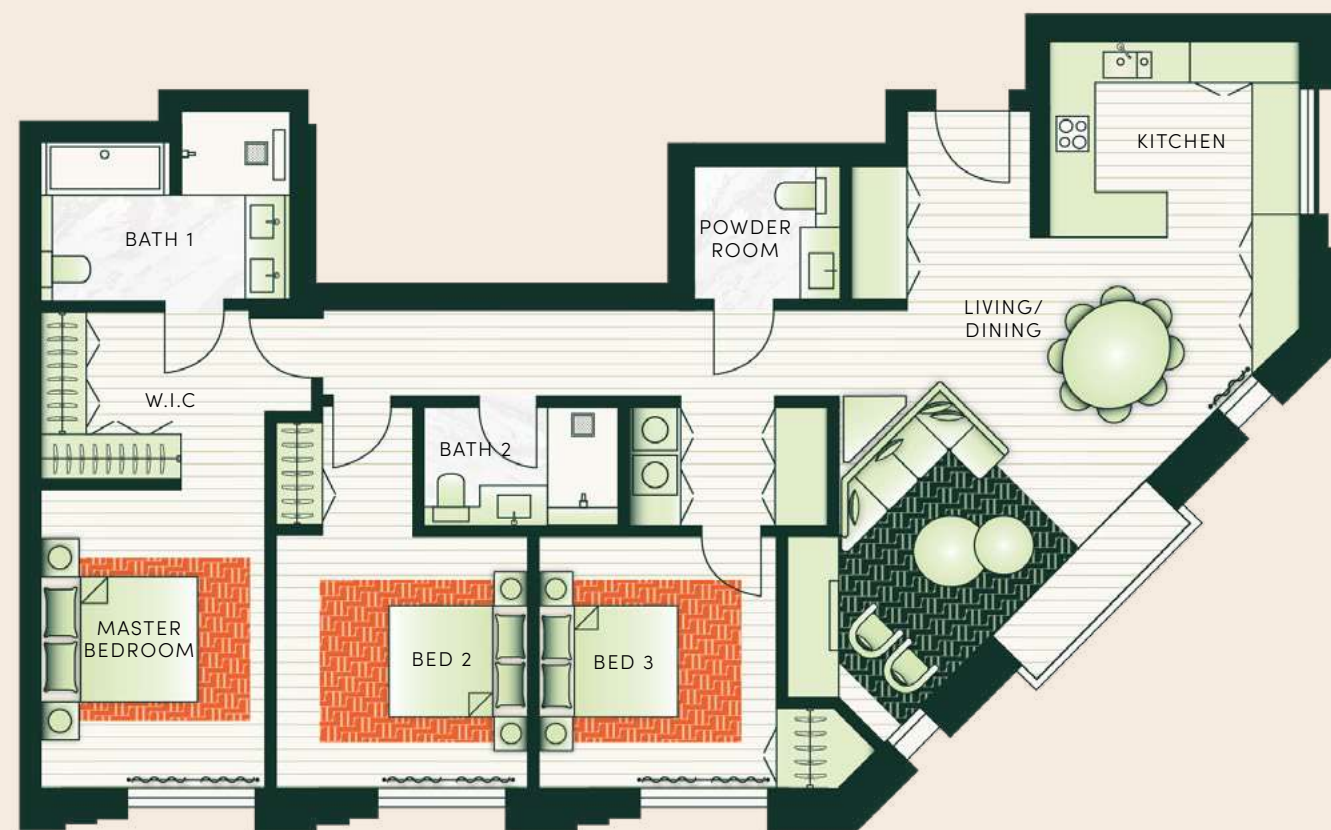 KITCHEN
BATH 1
POWDER
ROOM
LIVING/
DINING
W.I.C
BATH 2
MASTER
BEDROOM
BED 2
BED 3